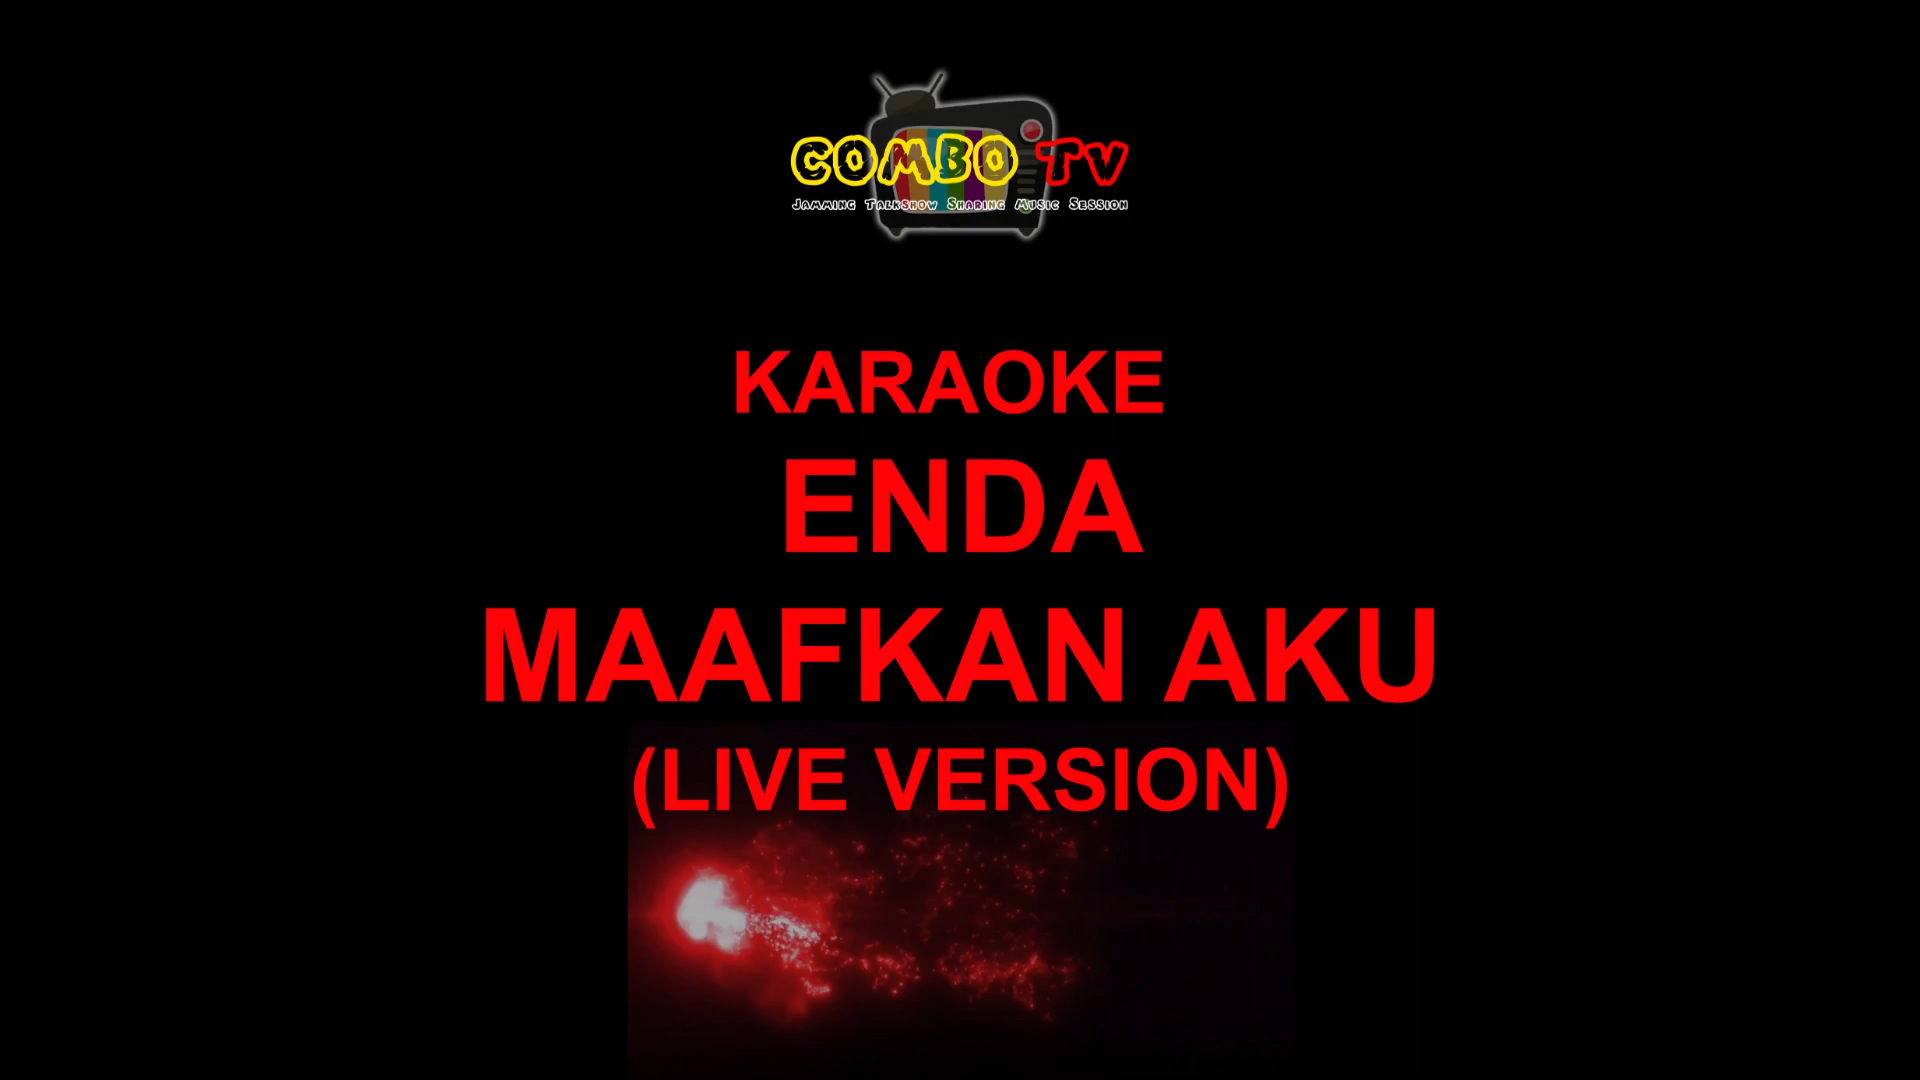 COMBO TV
Jamming Talkshow Sharing Music Session
KARAOKE
ENDA
MAAFKAN AKU
(LIVE VERSION)